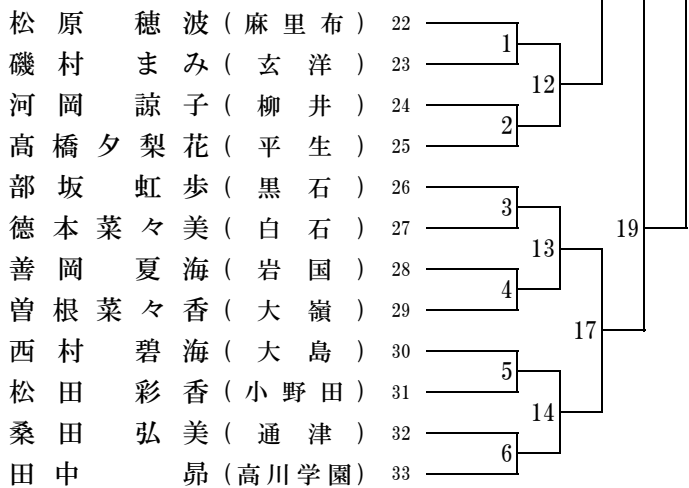 松原 穂波(麻里布) 22
磯村 まみ(玄洋) 23
河岡 諒子(柳井) 24
髙橋夕梨花(平生) 25
部坂 虹歩(黒石) 26
徳本菜々美(白石) 27
善岡 夏海(岩国) 28
曽根菜々香(大嶺) 29
西村 碧海(大島) 30
松田 彩香(小野田) 31
桑田 弘美(通津) 32
田中 昴(高川学園) 33
1
12
2
3
13
19
4
17
5
14
6